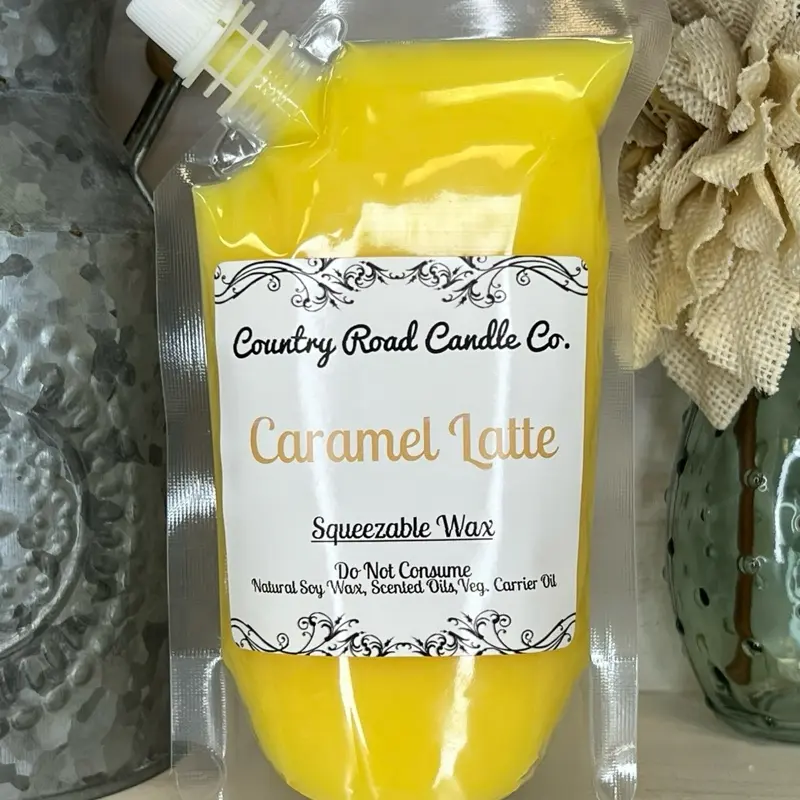 Country Road Candle Co.
Caramel Latte
Squeezable Wax
Do Not Consume
Natural Soy Wax, Scented Oils,Veg. Carrier Oil